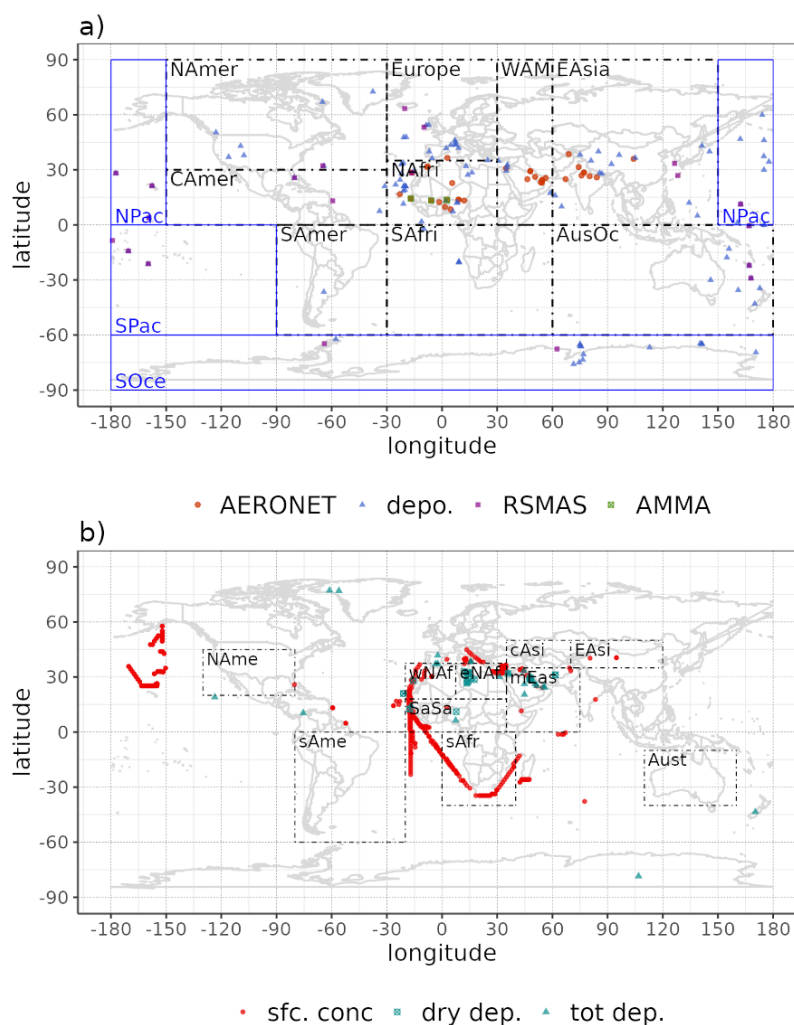 a)
90
60
30
0
-30
-60
-90
latitude
NAmer
Europe
WAM
EAsia
CAmer
NAfri
NPac
NPac
SAmer
SAfri
AusOc
SPac
SOce
-180 -150 -120 -90 -60 -30 0 30 60 90 120 150 180
longitude
AERONET depo. RSMAS AMMA
b)
90
60
30
0
-30
-60
-90
latitude
NAme
cAsi
EAsi
wNAf
eNAf
mEas
SaSa
sAme
sAfr
Aust
-180 -150 -120 -90 -60 -30 0 30 60 90 120 150 180
longitude
sfc. conc dry dep. tot dep.